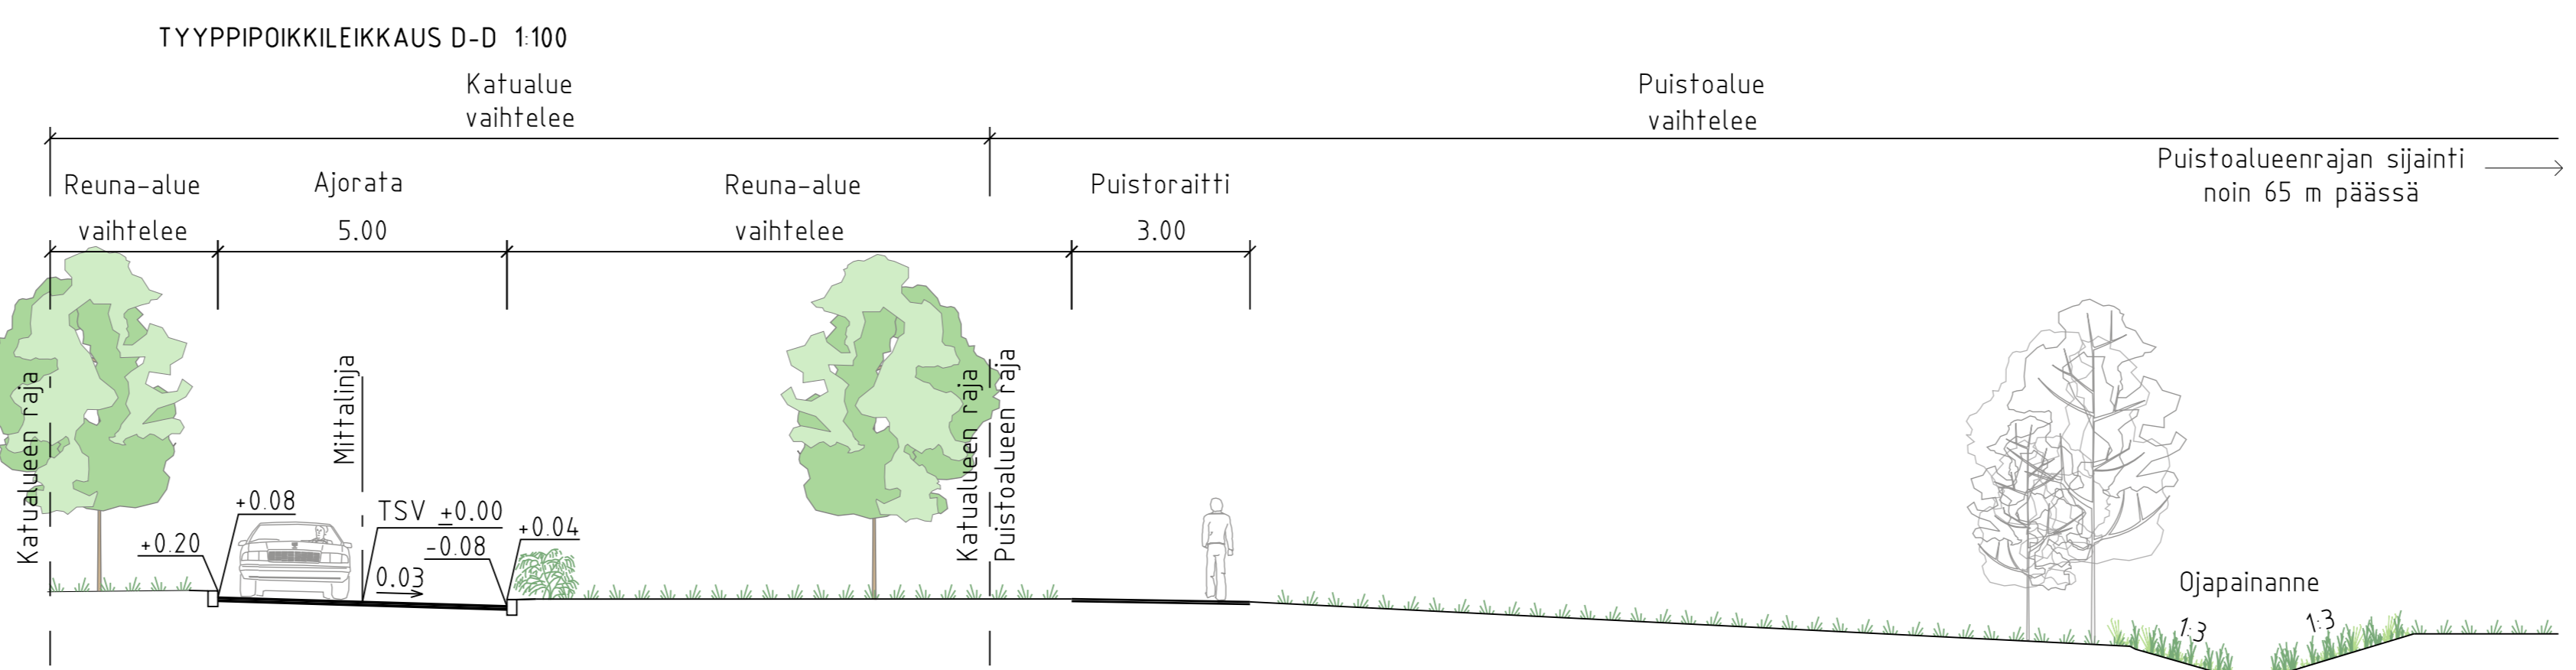 TYYPPIPOIKKILEIKKAUS D-D 1:100
Katualue
vaihtelee
Puistoalue
vaihtelee
Puistoalueenrajan sijainti
noin 65 m päässä
Reuna-alue
vaihtelee
Ajorata
5.00
Reuna-alue
vaihtelee
Puistoraitti
3.00
Katualueen raja
Mittalinja
Katualueen raja
Puistoalueen raja
+0.20
+0.08
TSV ±0.00
-0.08
0.03
+0.04
Ojapainanne
1:3
1:3